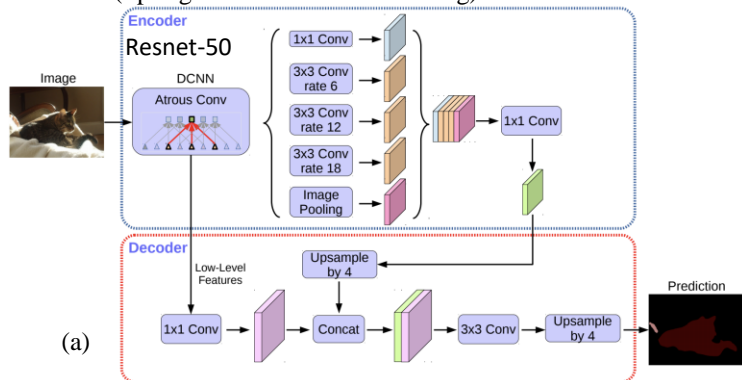 Encoder
Resnet-50
Image
DCNN
Atrous Conv
1x1 Conv
3x3 Conv
rate 6
3x3 Conv
rate 12
3x3 Conv
rate 18
Image
Pooling
1x1 Conv
Decoder
Low-Level
Features
Upsample
by 4
1x1 Conv
Concat
3x3 Conv
Upsample
by 4
Prediction
(a)